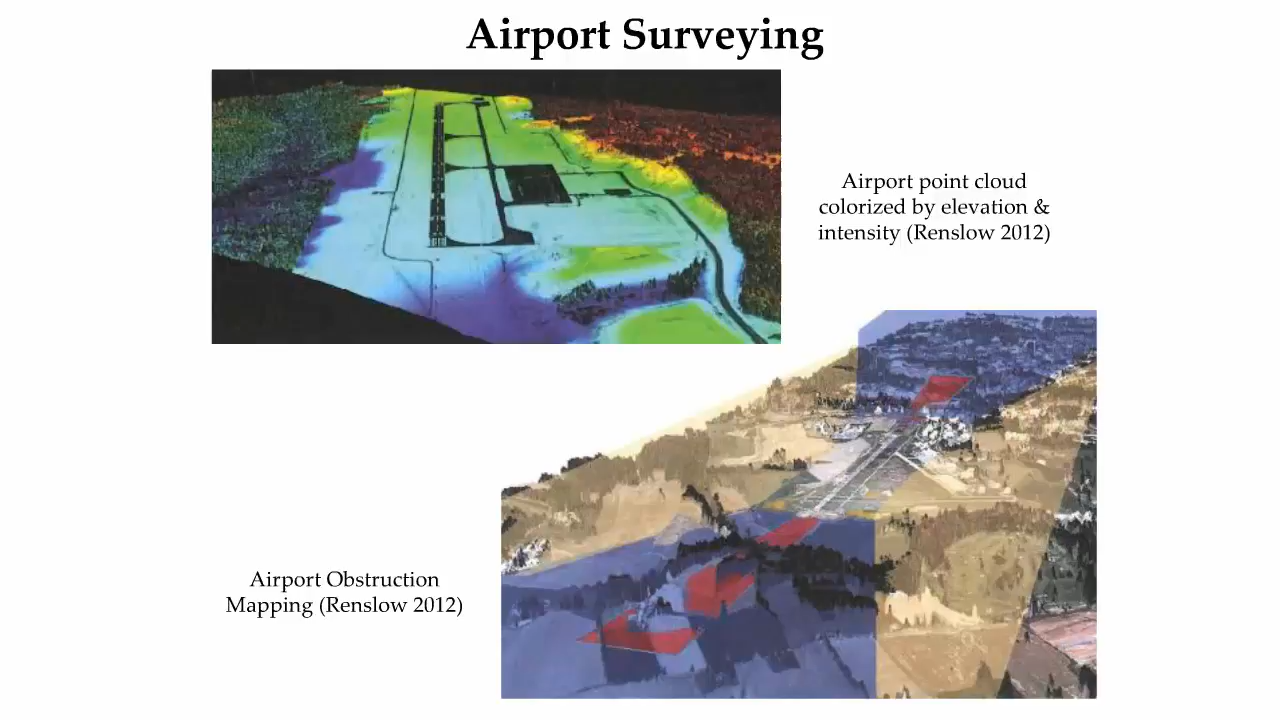 Airport Surveying
Airport point cloud
colorized by elevation &
intensity (Renslow 2012)
Airport Obstruction
Mapping (Renslow 2012)